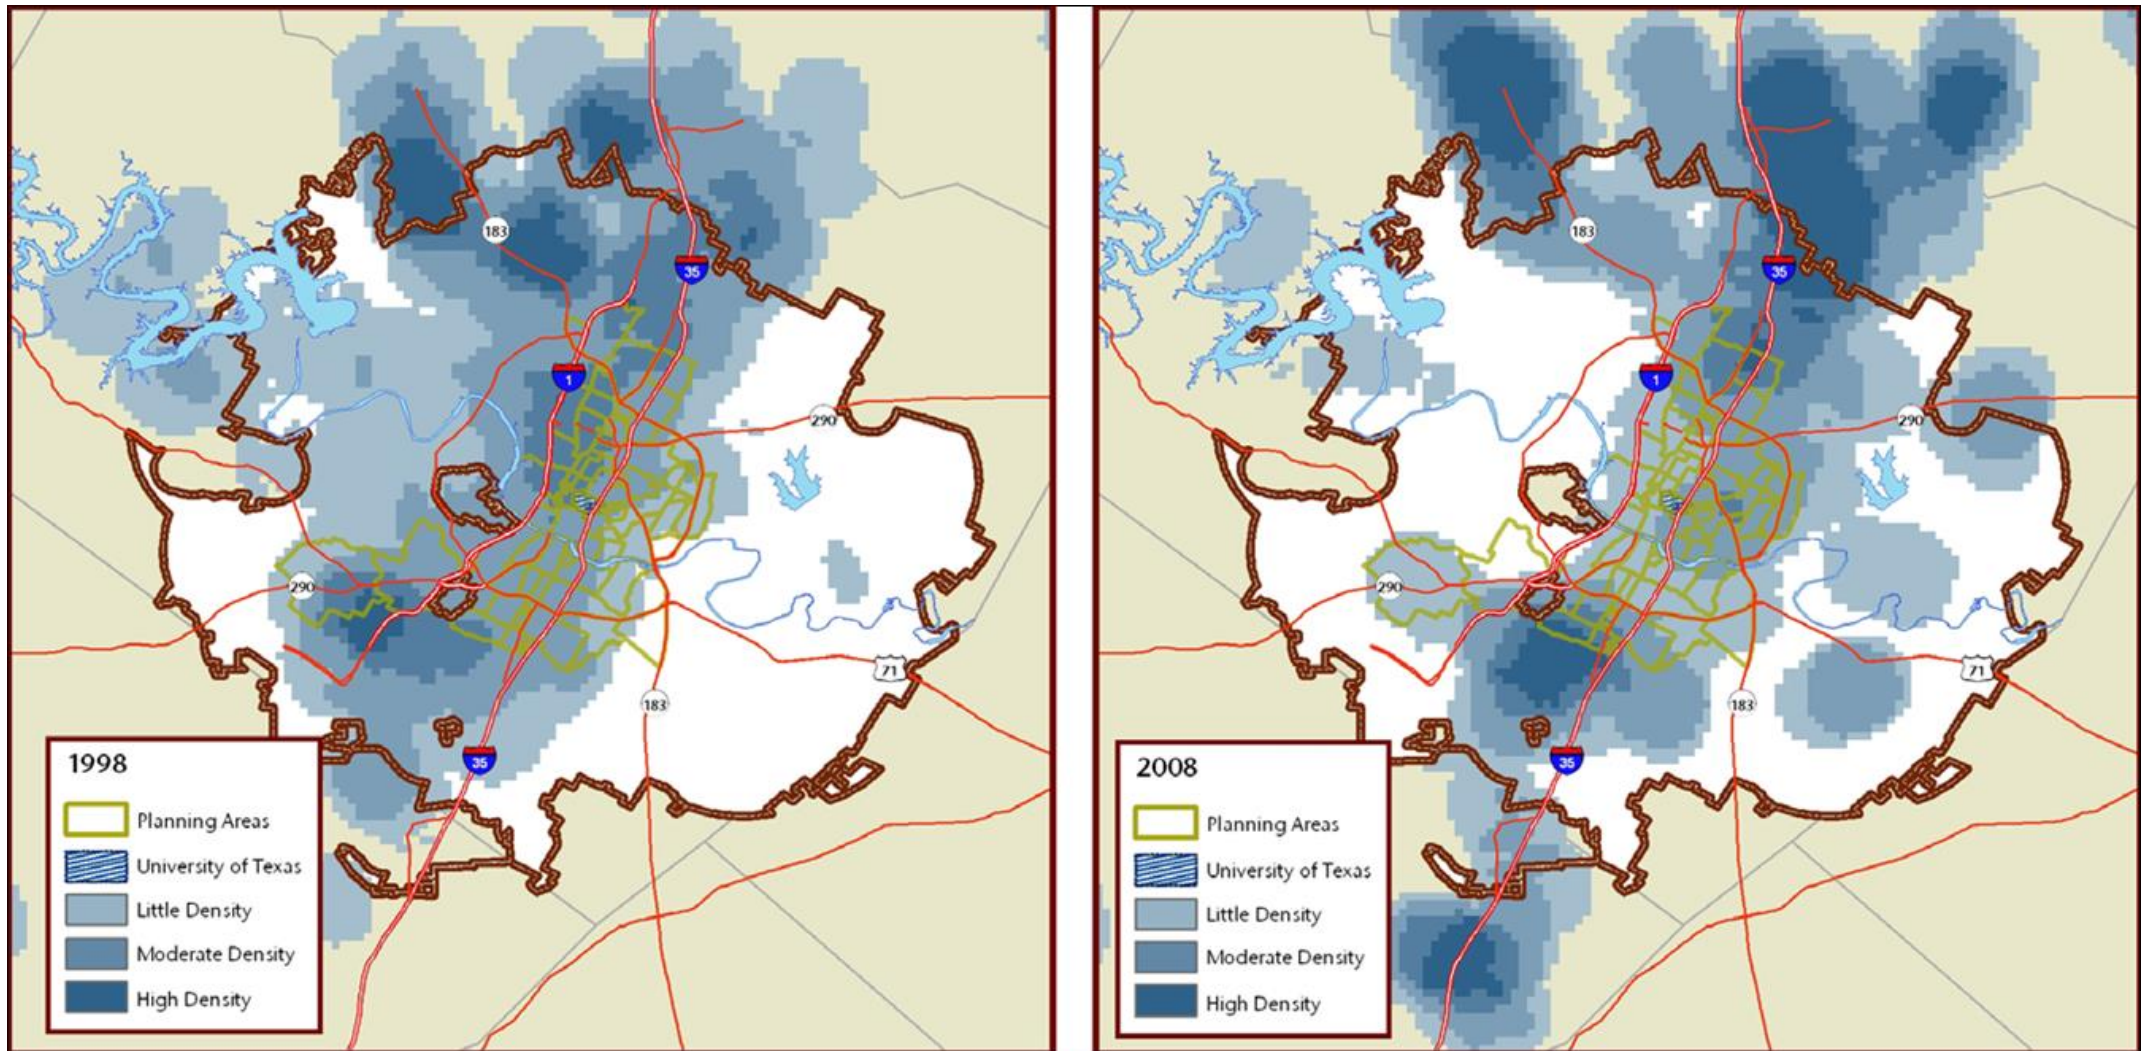 183
35
1
290
290
71
183
35
1998
Planning Areas
University of Texas
Little Density
Moderate Density
High Density
183
35
1
290
290
71
183
35
2008
Planning Areas
University of Texas
Little Density
Moderate Density
High Density